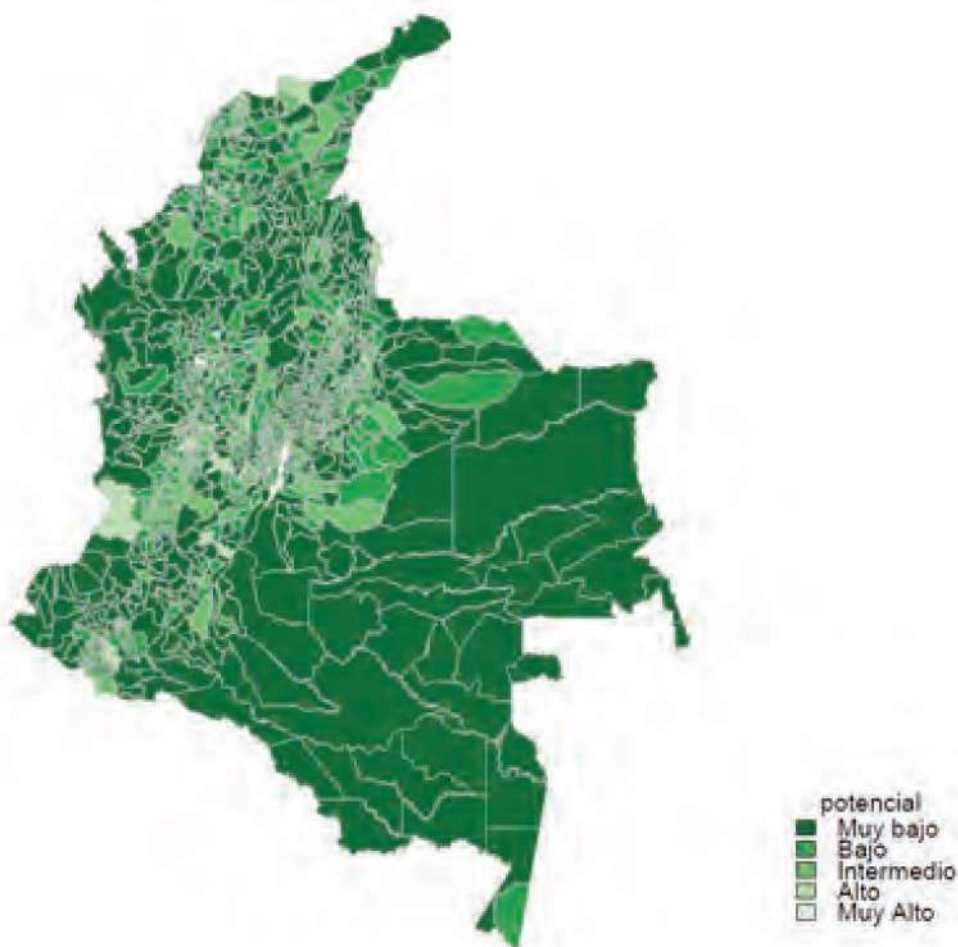 potencial
Muy bajo
Bajo
Intermedio
Alto
Muy Alto